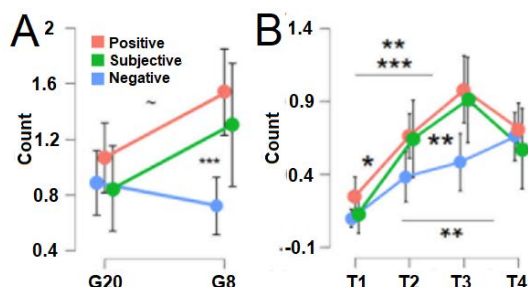 A
Count
2
1.6
1.2
0.8
0.4
Positive
Subjective
Negative
~
***
G20
G8
B
Count
1.4
0.9
0.4
-0.1
**
***
*
**
**
T1
T2
T3
T4